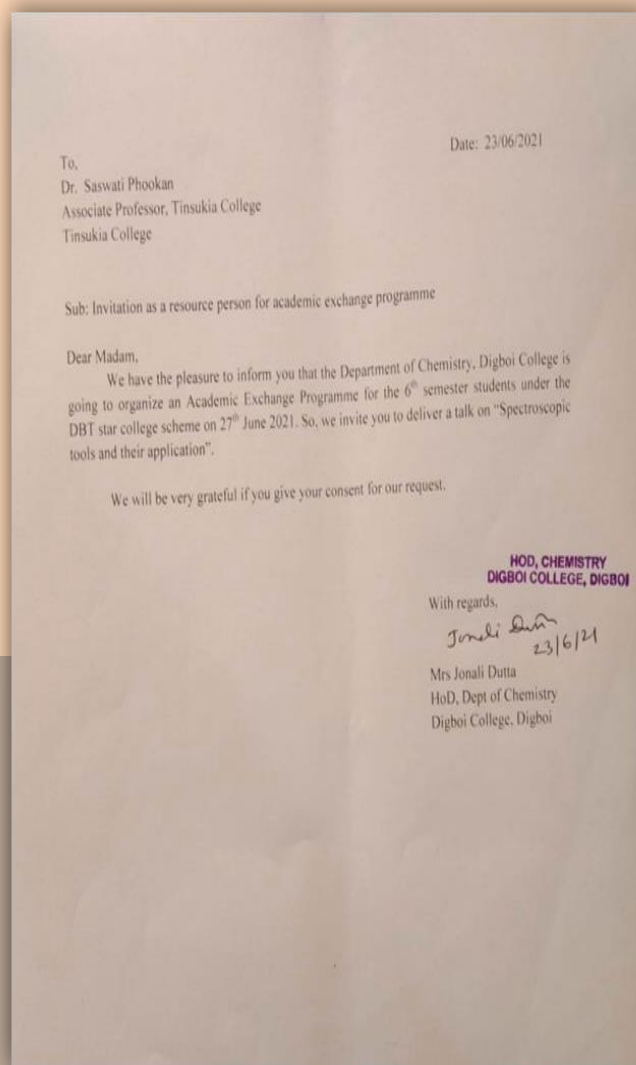 Date: 23/06/2021
To,
Dr. Saswati Phookan
Associate Professor, Tinsukia College
Tinsukia College
Sub: Invitation as a resource person for academic exchange programme
Dear Madam,
We have the pleasure to inform you that the Department of Chemistry, Digboi College is
going to organize an Academic Exchange Programme for the 6th semester students under the
DBT star college scheme on 27th June 2021. So, we invite you to deliver a talk on “Spectroscopic
tools and their application”.
We will be very grateful if you give your consent for our request.
HOD, CHEMISTRY
DIGBOI COLLEGE, DIGBOI
With regards,
Jonali Dutta
23/6/21
Mrs Jonali Dutta
HoD, Dept of Chemistry
Digboi College, Digboi